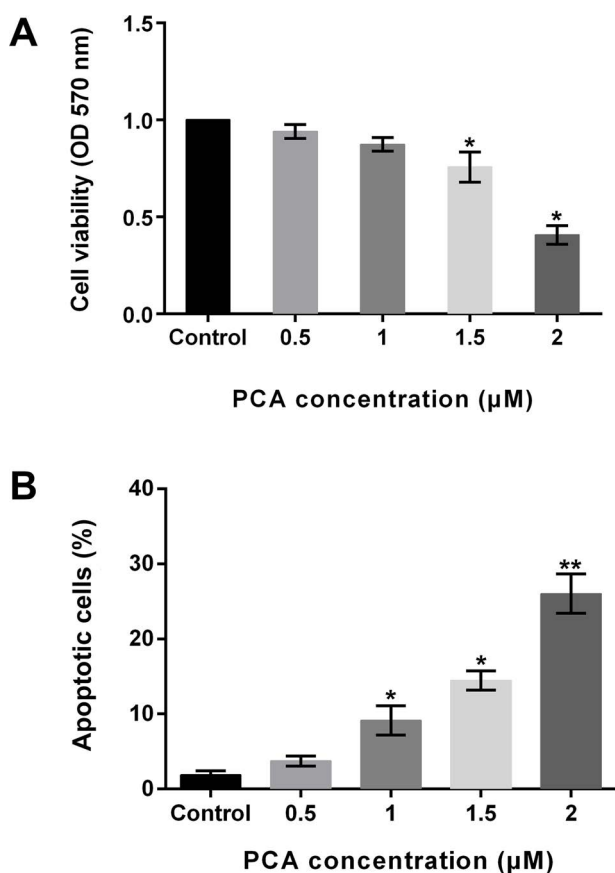 A
Cell viability (OD 570 nm)
1.5
1.0
0.5
0.0
*
*
Control 0.5 1 1.5 2
PCA concentration (µM)
B
Apoptotic cells (%)
40
30
20
10
0
*
*
**
Control 0.5 1 1.5 2
PCA concentration (µM)